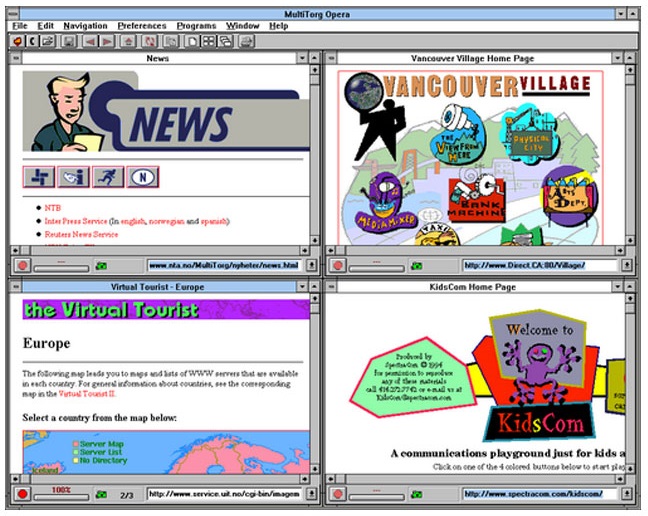 MultiTorg Opera
File Edit Navigation Preferences Programs Window Help
News
NEWS
N
NTB
Inter Press Service (In english, norwegian and spanish)
Reuters News Service
www.nta.no/MultiTorg/nyheter/news.html
Vancouver Village Home Page
VANCOUVER VILLAGE
THE VIEW FROM HERE
PHYSICAL CITY
MEDIAMIXER
BANK MACHINE
ARTS DEPT.
http://www.Direct.CA:80/Village/
Virtual Tourist - Europe
the Virtual Tourist
Europe
The following map leads you to maps and lists of WWW servers that are available
in each country. For general information about countries, see the corresponding
map in the Virtual Tourist II.
Select a country from the map below:
Server Map
Server List
No Directory
Iceland
100%
2/3
http://www.service.uit.no/cgi-bin/imagem
KidsCom Home Page
Produced by
SpectraCom © 1994
For permission to reproduce
any of these materials
call 414.272.7742 or e-mail us at
KidsCom@spectracom.com
Welcome to
KidsCom
A communications playground just for kids a
Click on one of the 4 colored buttons below to start play
http://www.spectracom.com/kidscom/